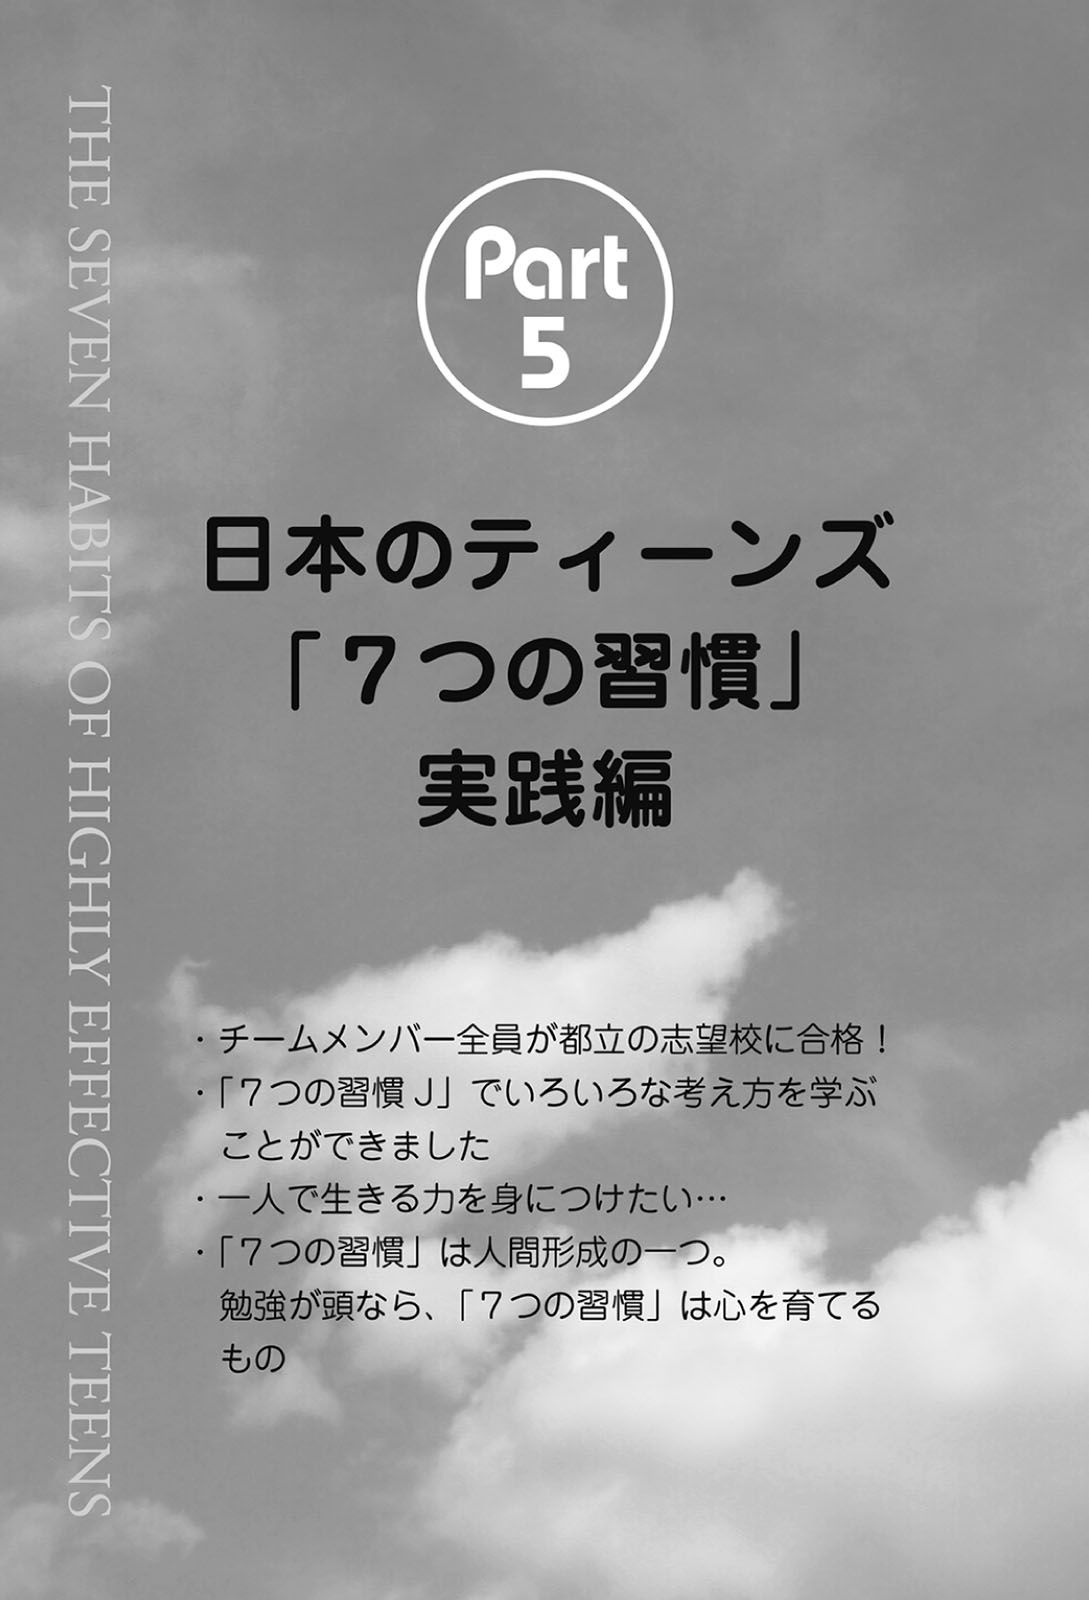 THE SEVEN HABITS OF HIGHLY EFFECTIVE TEENS
Part
5
日本のティーンズ
「７つの習慣」
実践編
・チームメンバー全員が都立の志望校に合格！
・「７つの習慣Ｊ」でいろいろな考え方を学ぶ
ことができました
・一人で生きる力を身につけたい…
・「７つの習慣」は人間形成の一つ。
勉強が頭なら、「７つの習慣」は心を育てる
もの